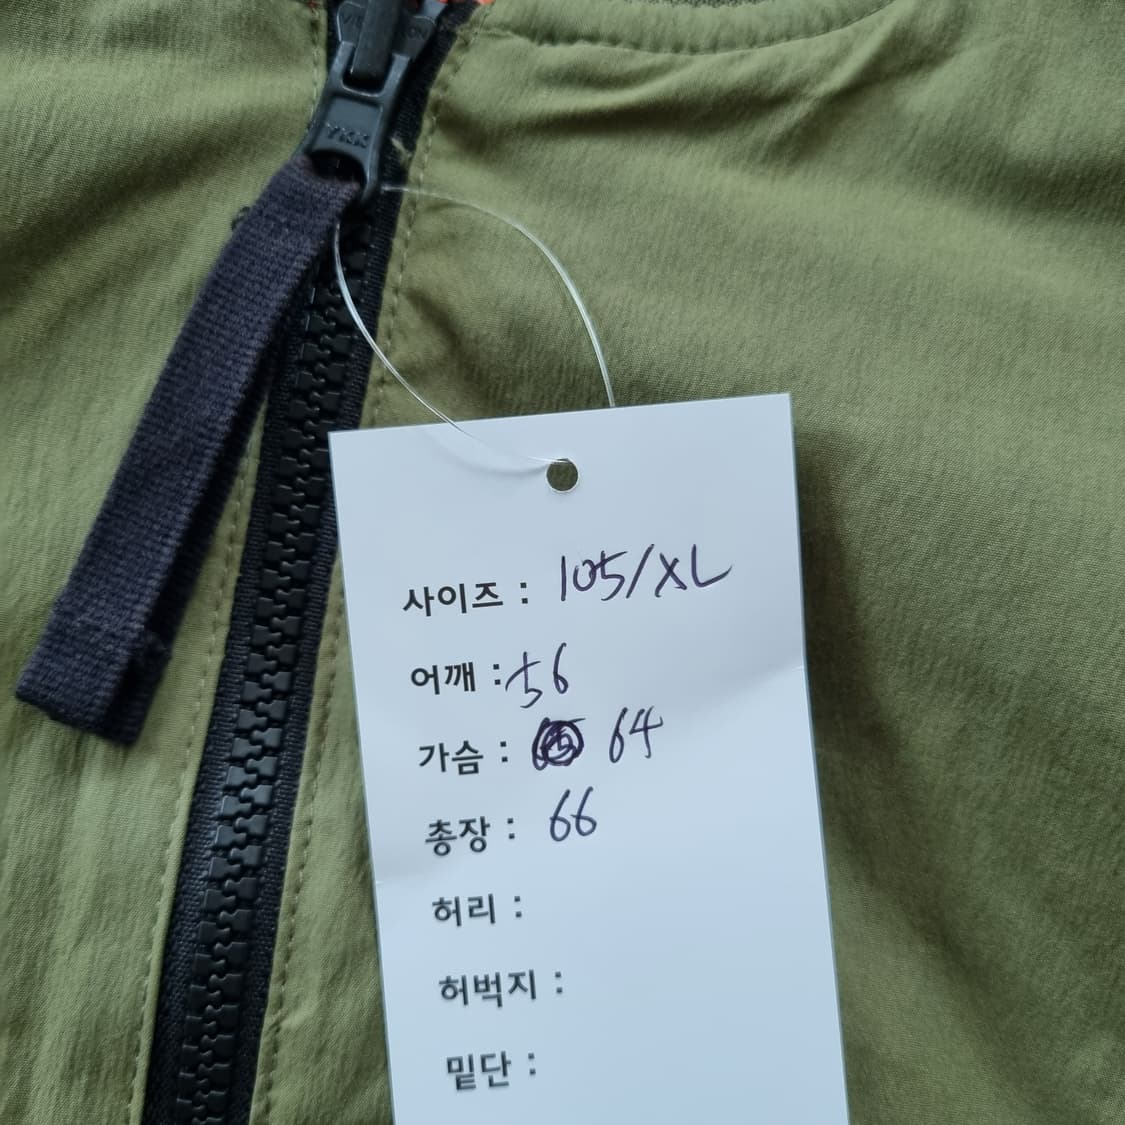 YKK
사이즈 : 105/XL
어깨 : 56
가슴 : 64
총장 : 66
허리 :
허벅지 :
밑단 :